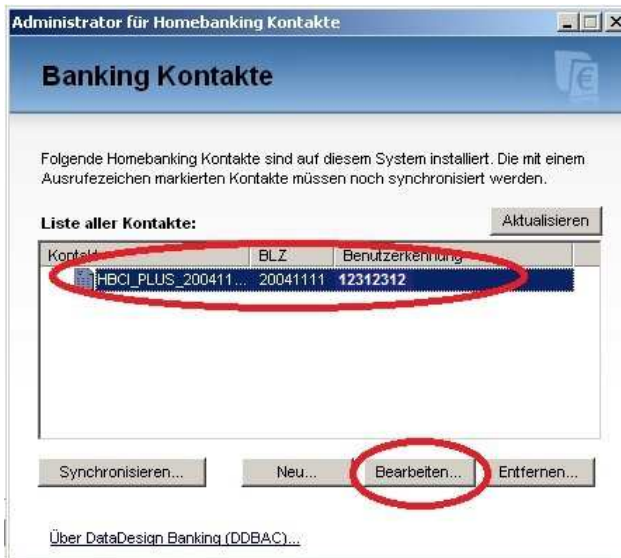 Administrator für Homebanking Kontakte
Banking Kontakte
Folgende Homebanking Kontakte sind auf diesem System installiert. Die mit einem
Ausrufezeichen markierten Kontakte müssen noch synchronisiert werden.
Liste aller Kontakte:
Aktualisieren
Kontakt BLZ Benutzerkennung
HBCI_PLUS_200411... 20041111 12312312
Synchronisieren... Neu... Bearbeiten... Entfernen...
Über DataDesign Banking (DDBAC)...